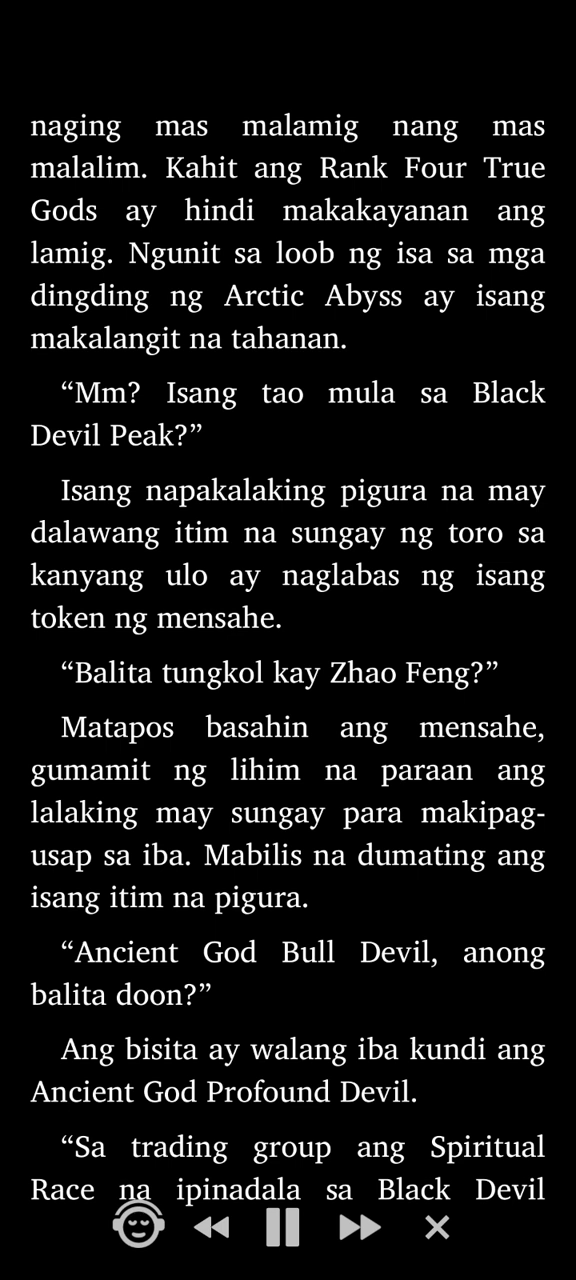 naging mas malamig nang mas
malalim. Kahit ang Rank Four True
Gods ay hindi makakayanan ang
lamig. Ngunit sa loob ng isa sa mga
dingding ng Arctic Abyss ay isang
makalangit na tahanan.
“Mm? Isang tao mula sa Black
Devil Peak?”
Isang napakalaking pigura na may
dalawang itim na sungay ng toro sa
kanyang ulo ay naglabas ng isang
token ng mensahe.
“Balita tungkol kay Zhao Feng?”
Matapos basahin ang mensahe,
gumamit ng lihim na paraan ang
lalaking may sungay para makipag-
usap sa iba. Mabilis na dumating ang
isang itim na pigura.
“Ancient God Bull Devil, anong
balita doon?”
Ang bisita ay walang iba kundi ang
Ancient God Profound Devil.
“Sa trading group ang Spiritual
Race na ipinadala sa Black Devil